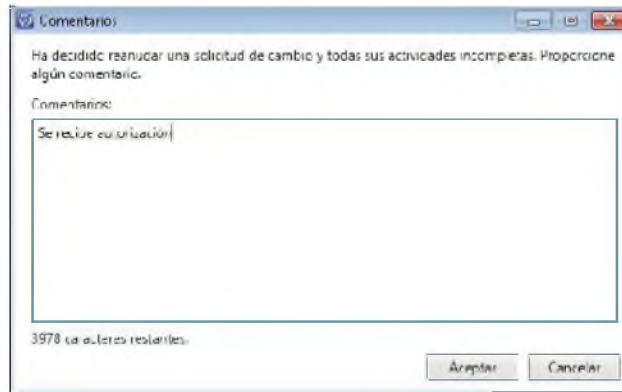 Comentarios
Ha decidido reanudar una solicitud de cambio y todas sus actividades incompletas. Proporcione
algún comentario.
Comentarios:
Se recibe autorización
3978 caracteres restantes.
Aceptar
Cancelar